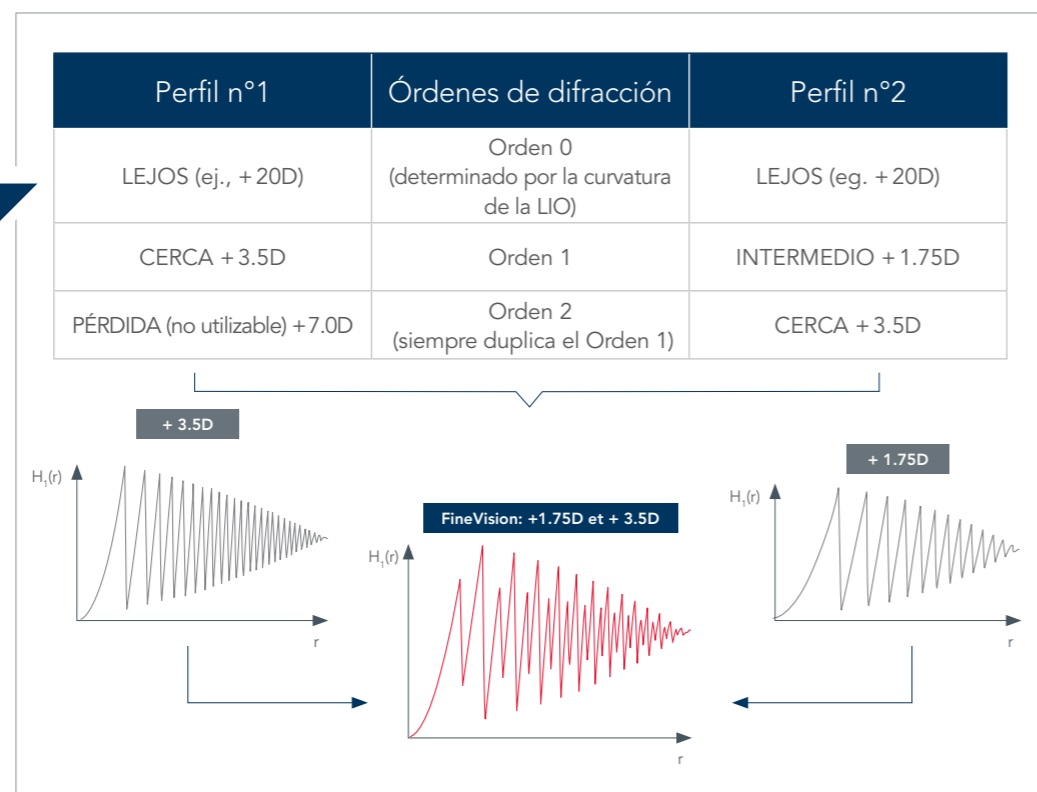 Perfil n°1 Órdenes de difracción Perfil n°2
LEJOS (ej., +20D)
Orden 0
(determinado por la curvatura
de la LIO)
LEJOS (eg. +20D)
CERCA +3.5D Orden 1 INTERMEDIO +1.75D
PÉRDIDA (no utilizable) +7.0D
Orden 2
(siempre duplica el Orden 1)
CERCA +3.5D
+ 3.5D
H₁(r)
r
FineVision: +1.75D et + 3.5D
H₁(r)
r
+ 1.75D
H₁(r)
r